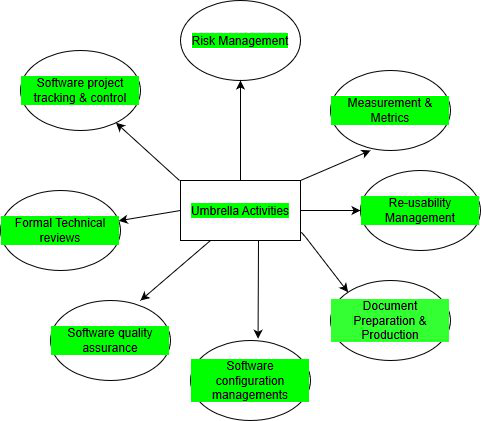 Risk Management
Software project
tracking & control
Measurement &
Metrics
Umbrella Activities
Re-usability
Management
Formal Technical
reviews
Document
Preparation &
Production
Software quality
assurance
Software
configuration
managements